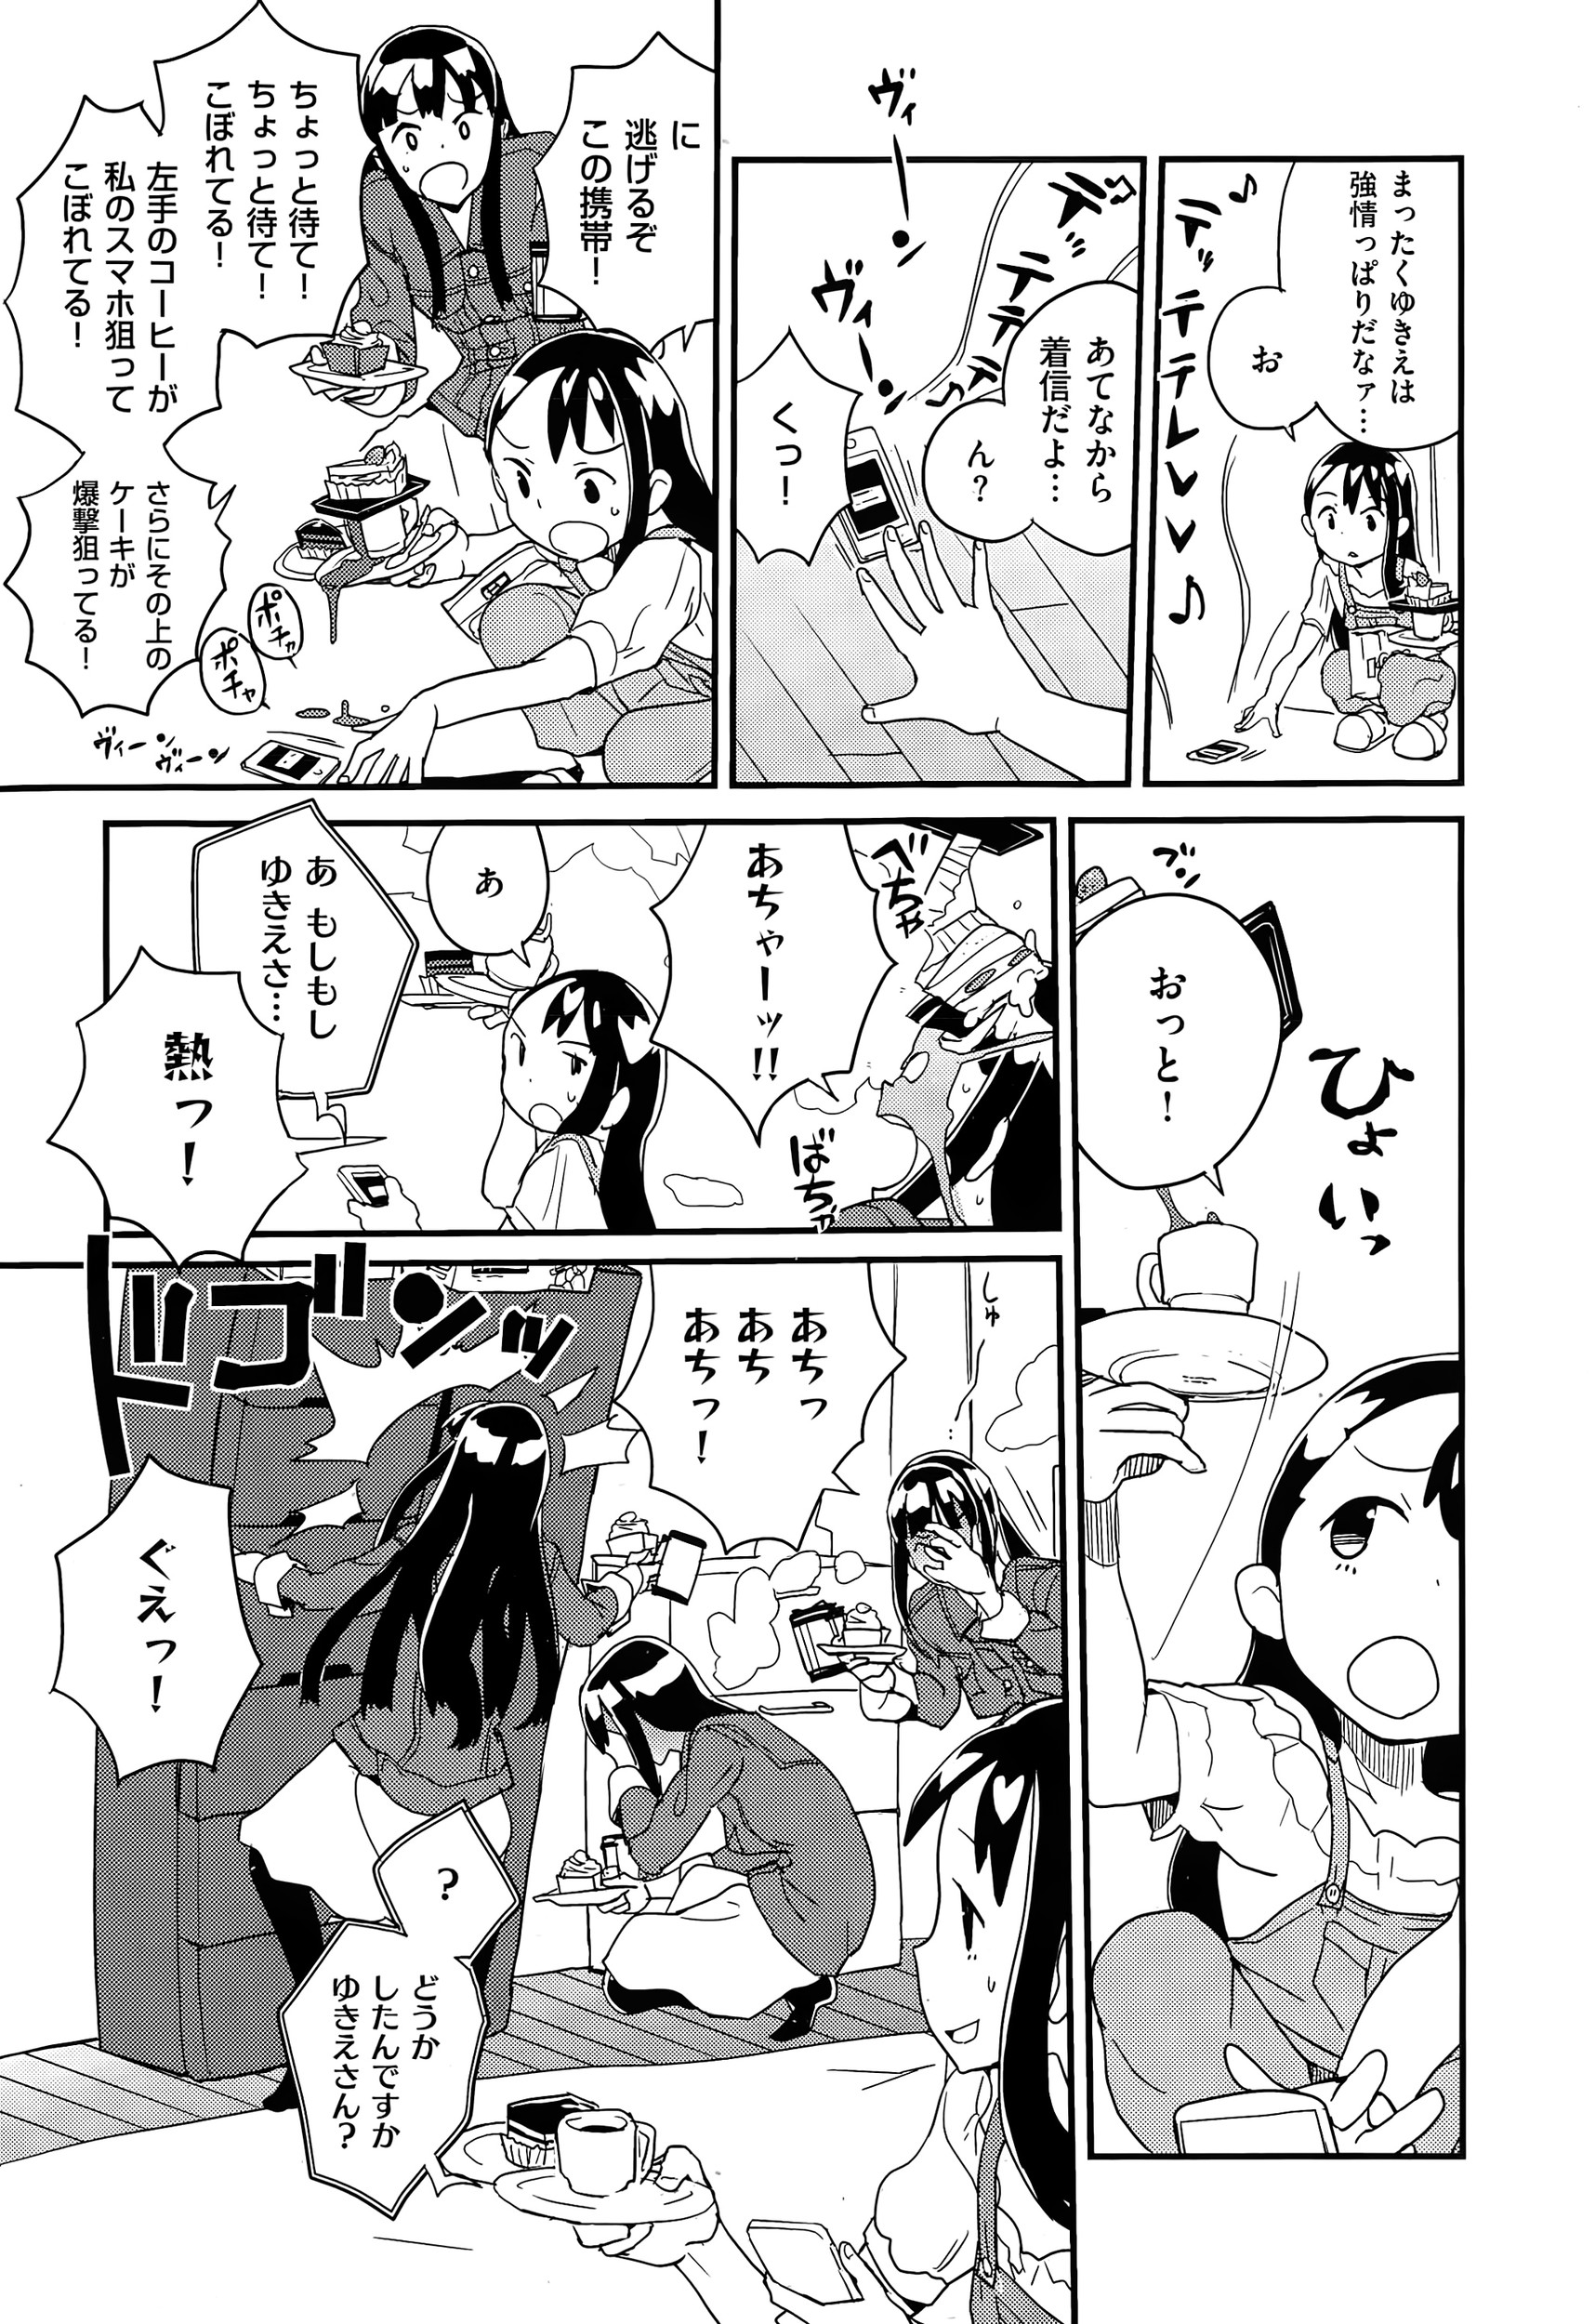 まったくゆきえは
強情っぱりだなァ…
お
♪テッテテレ♥♥♪
♪テテッテテテッテ♪
あてなから
着信だよ…
ん?
ヴィーン
ヴィーン
くっ!
に
逃げるぞ
この携帯!
ちょっと待て!
ちょっと待て!
こぼれてる!
左手のコーヒーが
私のスマホ狙って
こぼれてる!
さらにその上の
ケーキが
爆撃狙ってる!
ポチャ
ポチャ
ヴィーン
ヴィーン
ブン
おっと!
ひょいっ
べちゃ
あちゃーッ!!
ばちゃ
あ
あ もしもし
ゆきえさ…
熱っ!
しゅ
あちっ
あち
あちっ!
ドゴンッ
ぐえっ!
?
どうか
したんですか
ゆきえさん?